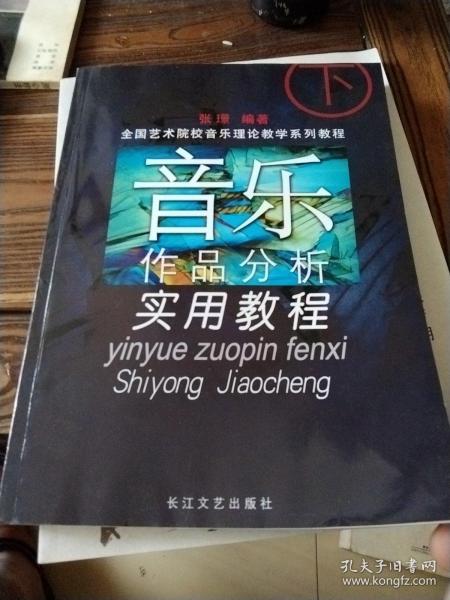 下
张璟 编著
全国艺术院校音乐理论教学系列教程
音乐
作品分析
实用教程
yinyue zuopin fenxi
Shiyong Jiaocheng
长江文艺出版社
孔夫子旧书网
www.kongfz.com